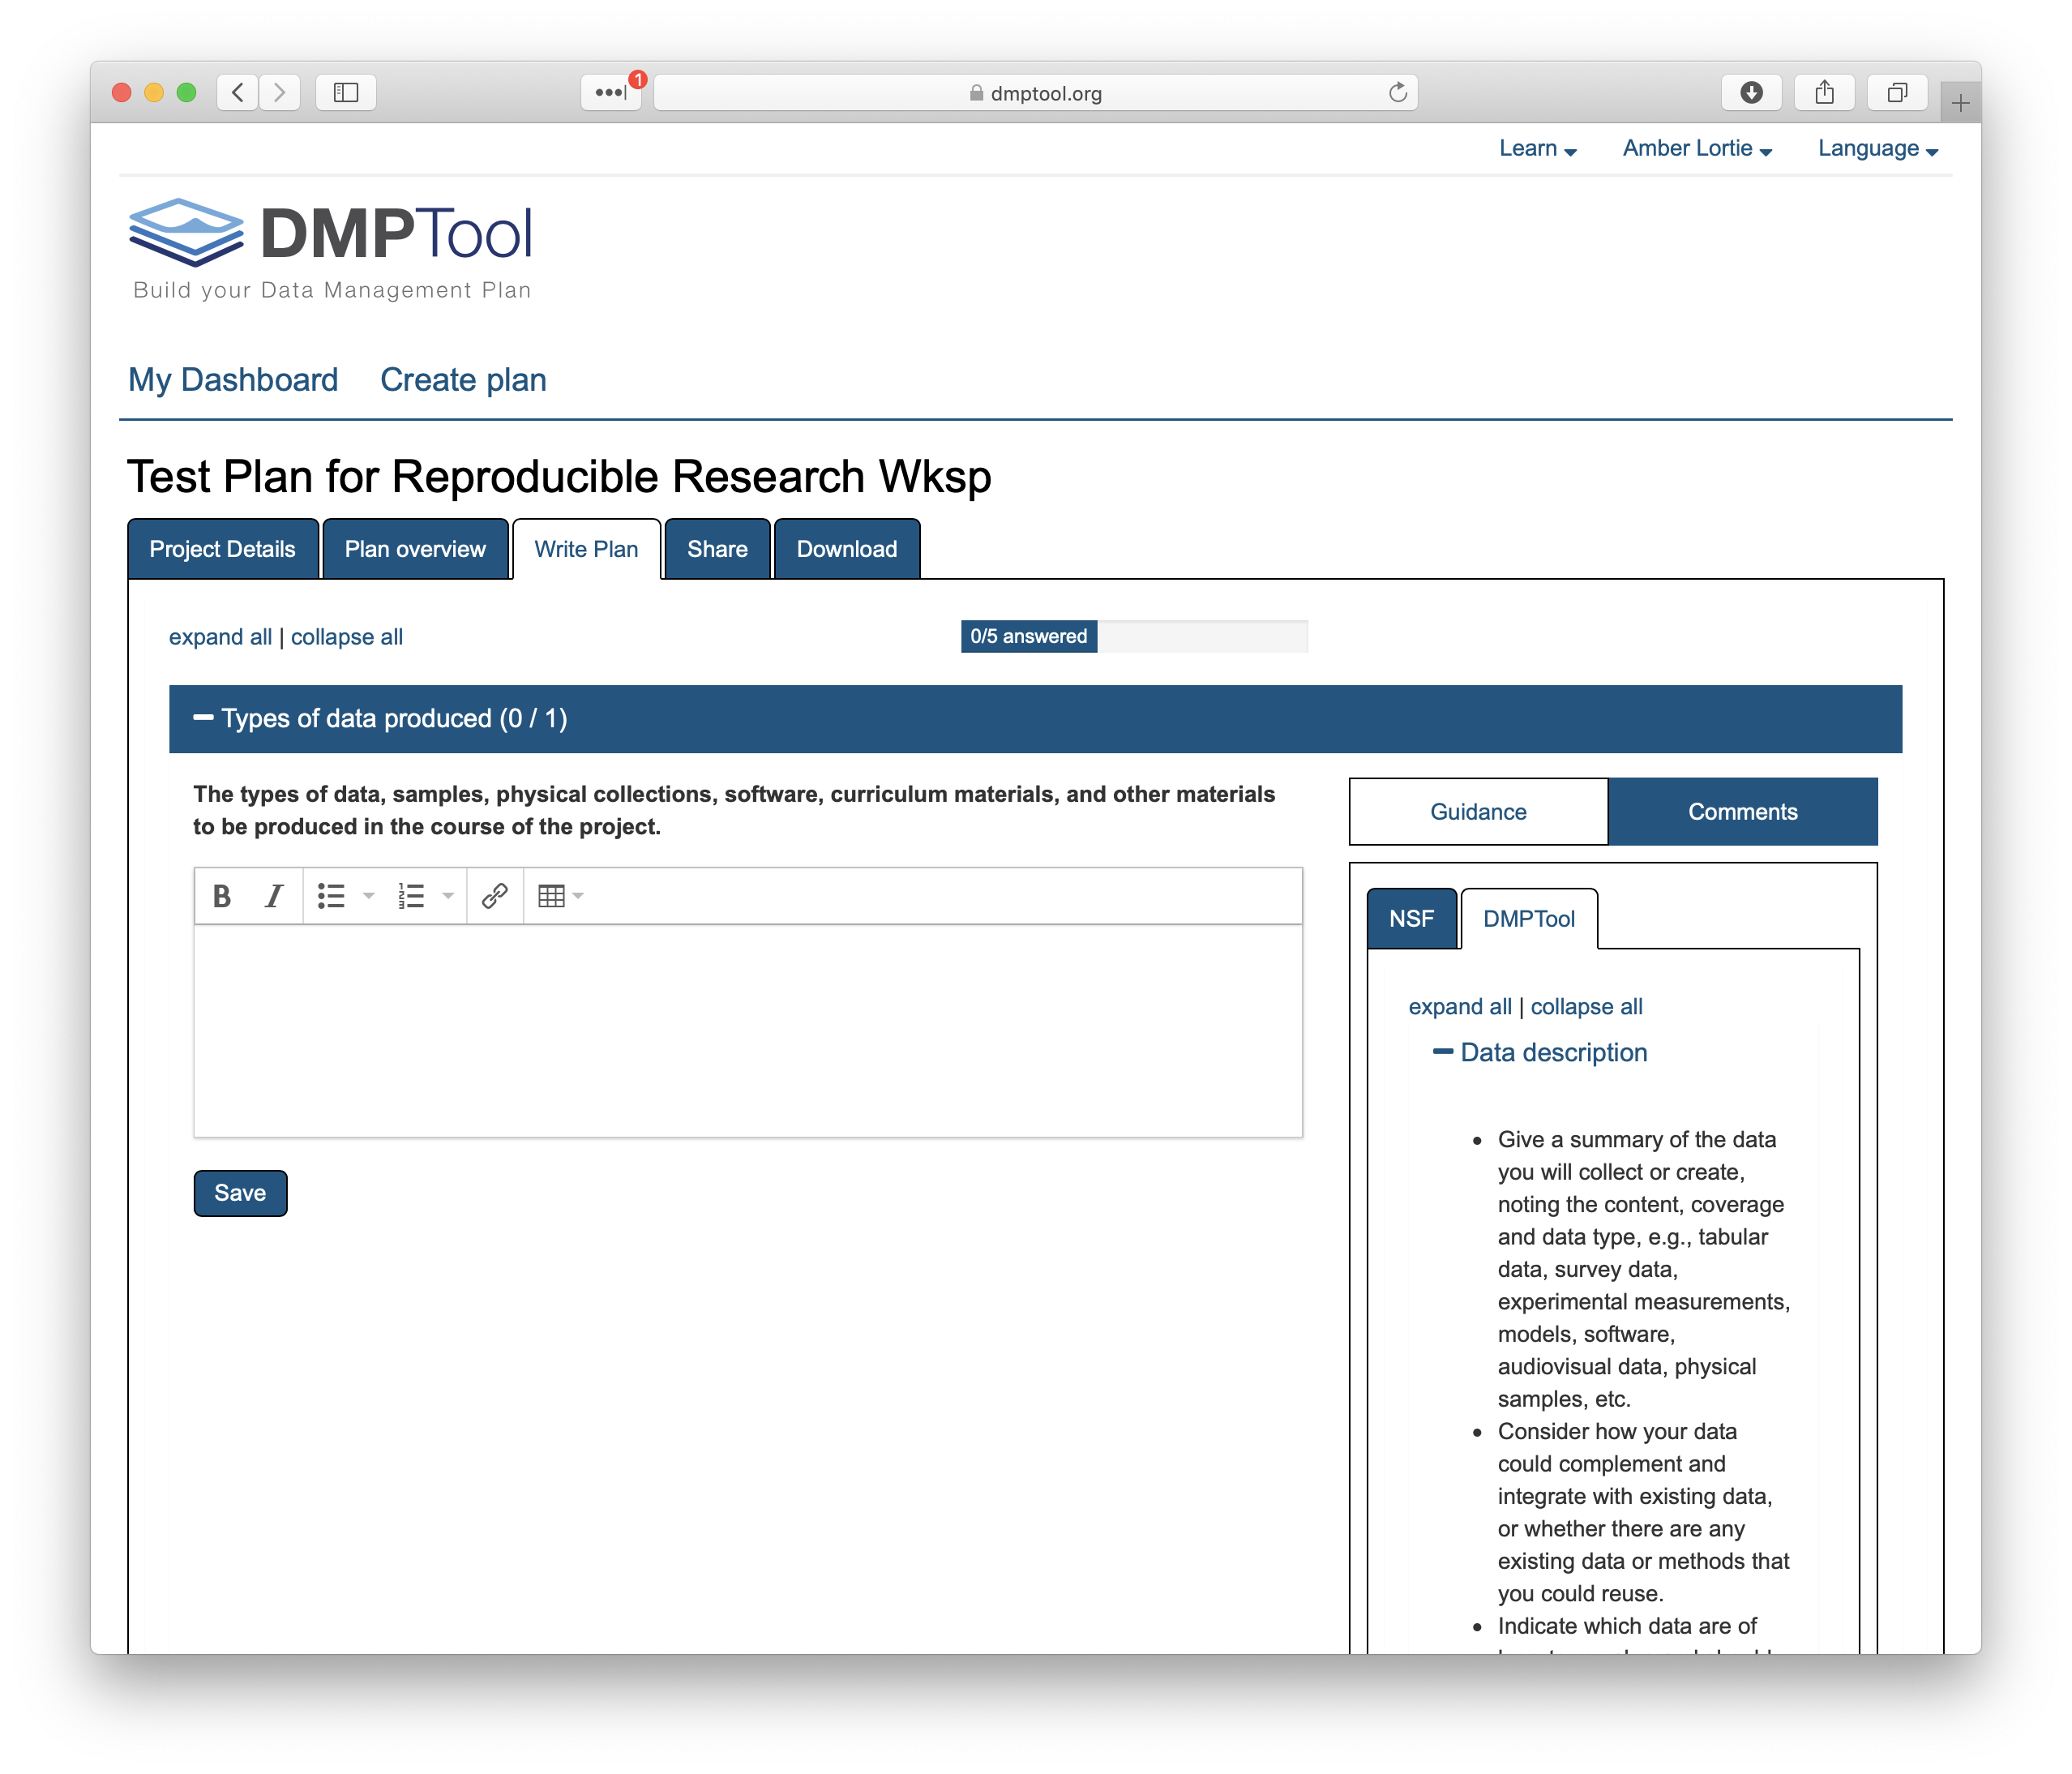 1
dmptool.org
Learn
Amber Lortie
Language
DMPTool
Build your Data Management Plan
My Dashboard
Create plan
Test Plan for Reproducible Research Wksp
Project Details
Plan overview
Write Plan
Share
Download
expand all | collapse all
0/5 answered
Types of data produced (0 / 1)
The types of data, samples, physical collections, software, curriculum materials, and other materials
to be produced in the course of the project.
B I
Save
Guidance
Comments
NSF
DMPTool
expand all | collapse all
Data description
Give a summary of the data
you will collect or create,
noting the content, coverage
and data type, e.g., tabular
data, survey data,
experimental measurements,
models, software,
audiovisual data, physical
samples, etc.
Consider how your data
could complement and
integrate with existing data,
or whether there are any
existing data or methods that
you could reuse.
Indicate which data are of